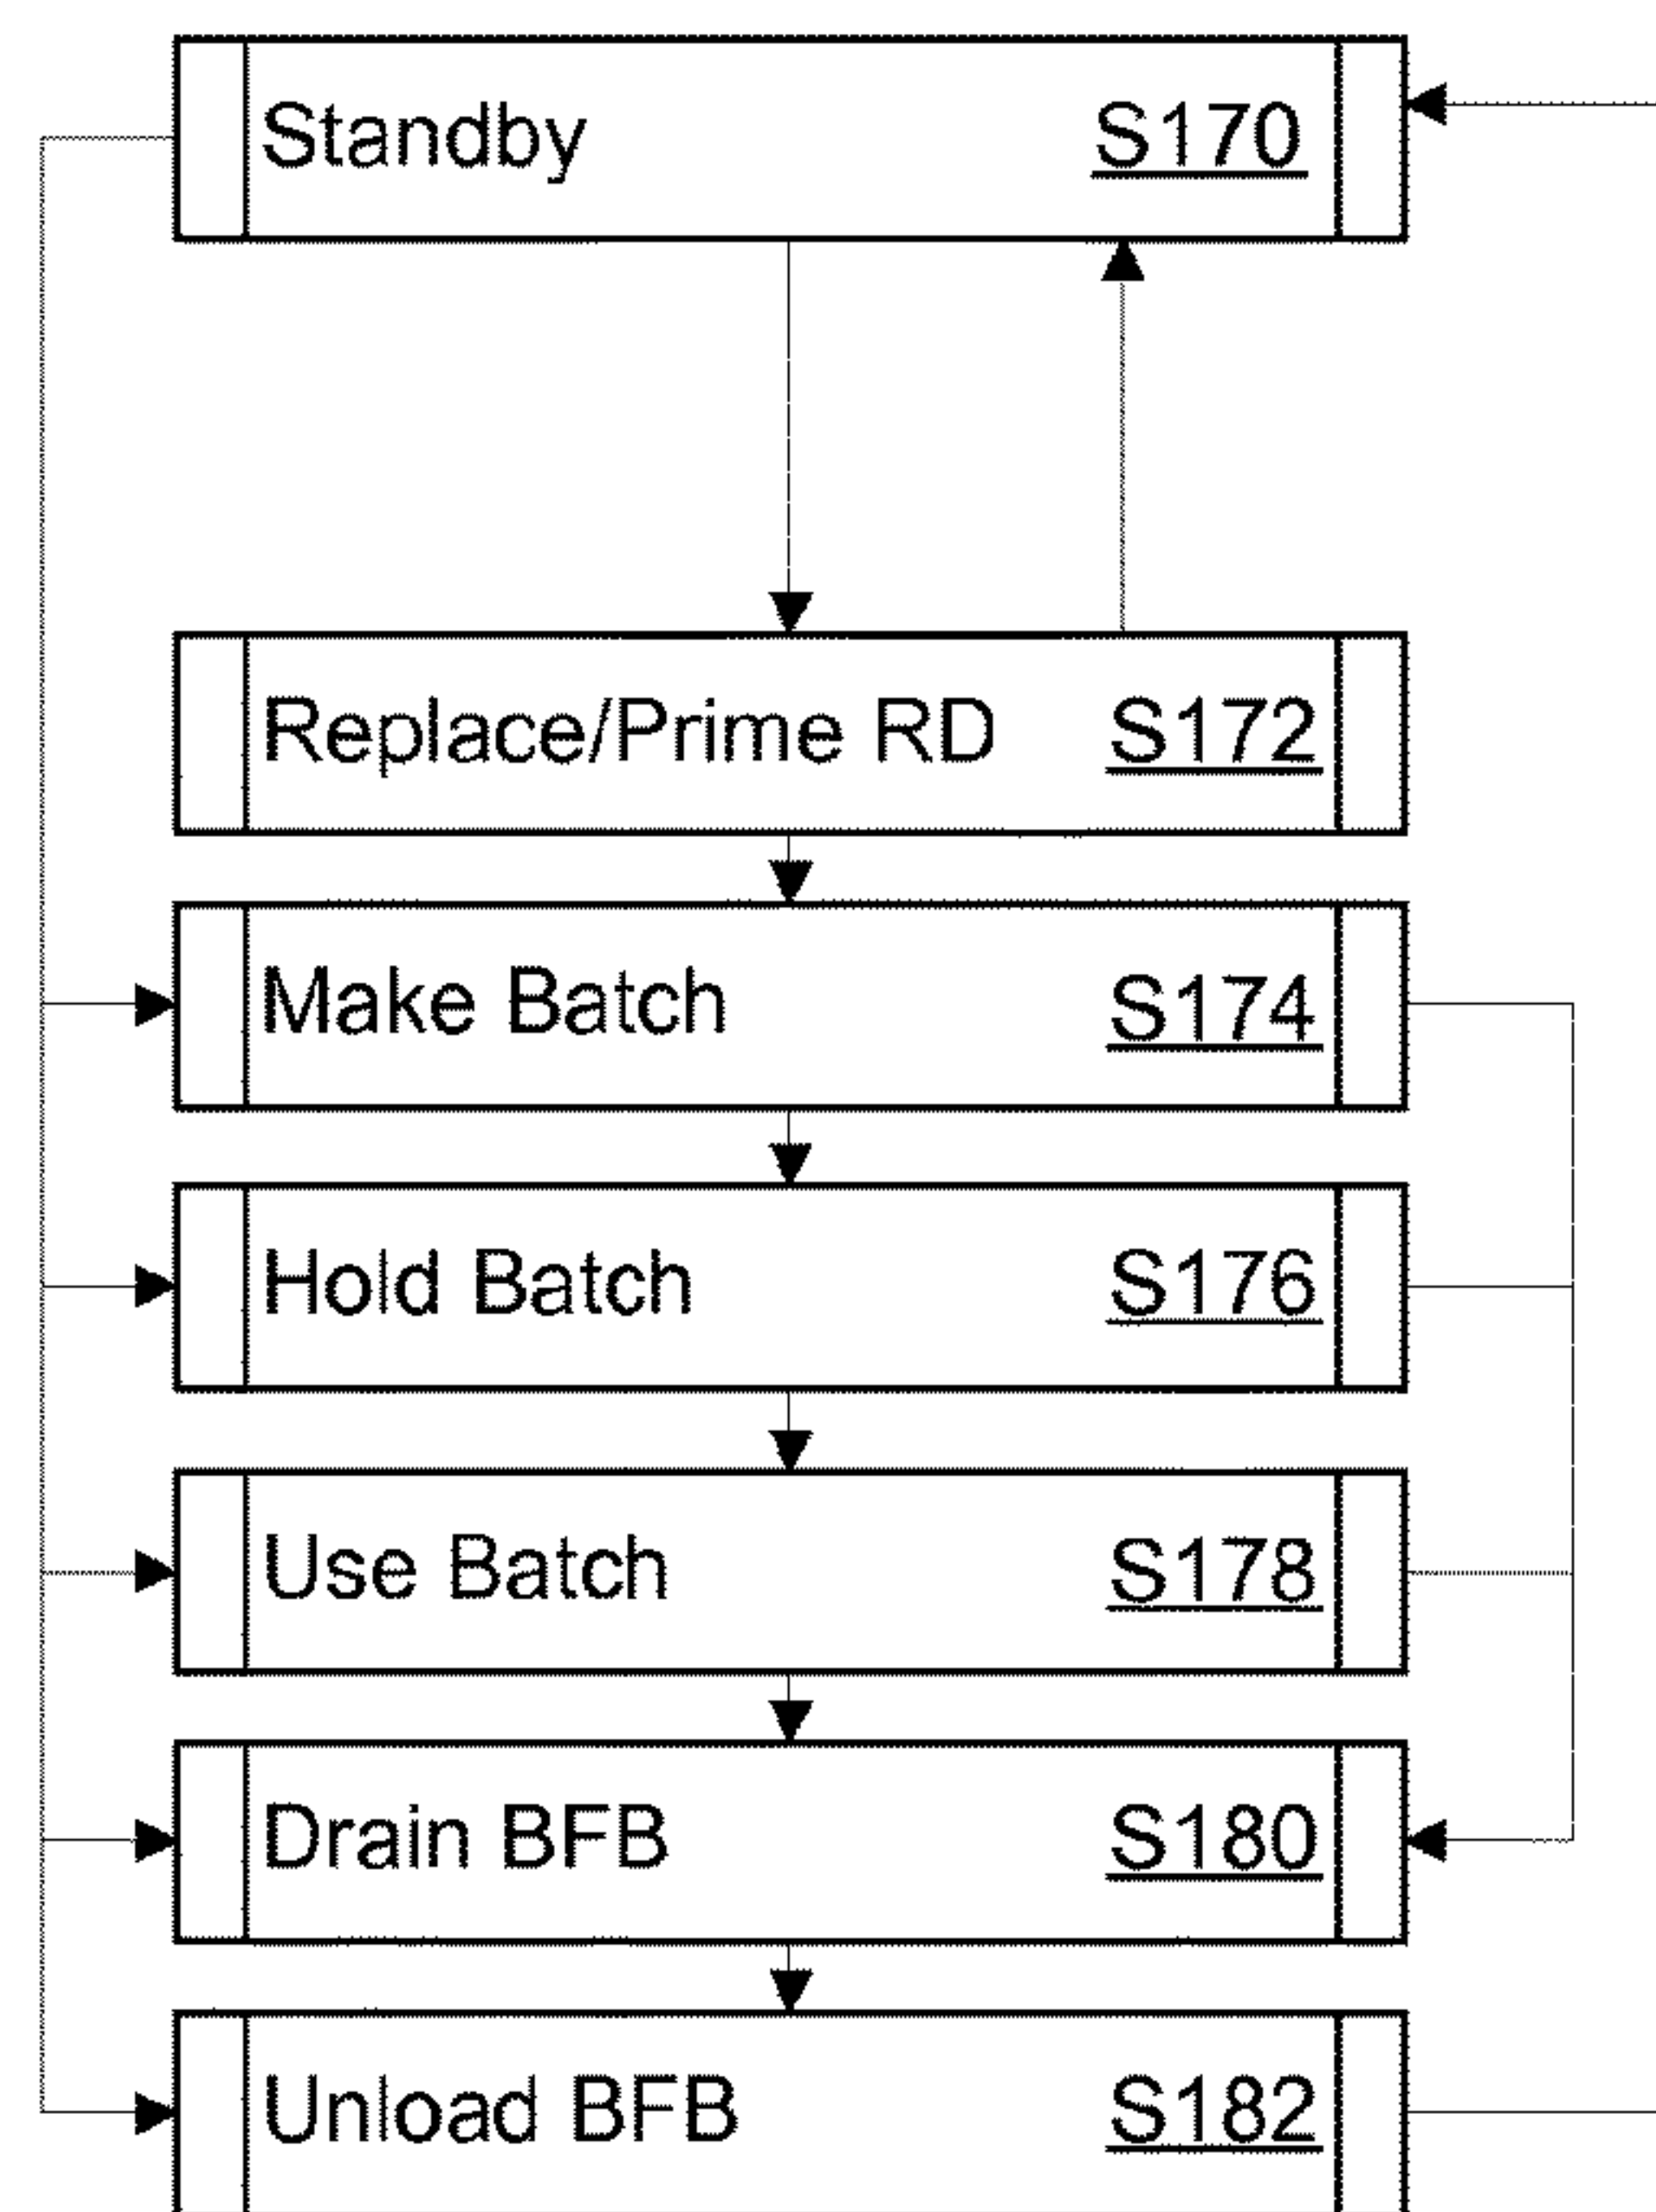 Standby S170
Replace/Prime RD S172
Make Batch S174
Hold Batch S176
Use Batch S178
Drain BFB S180
Unload BFB S182